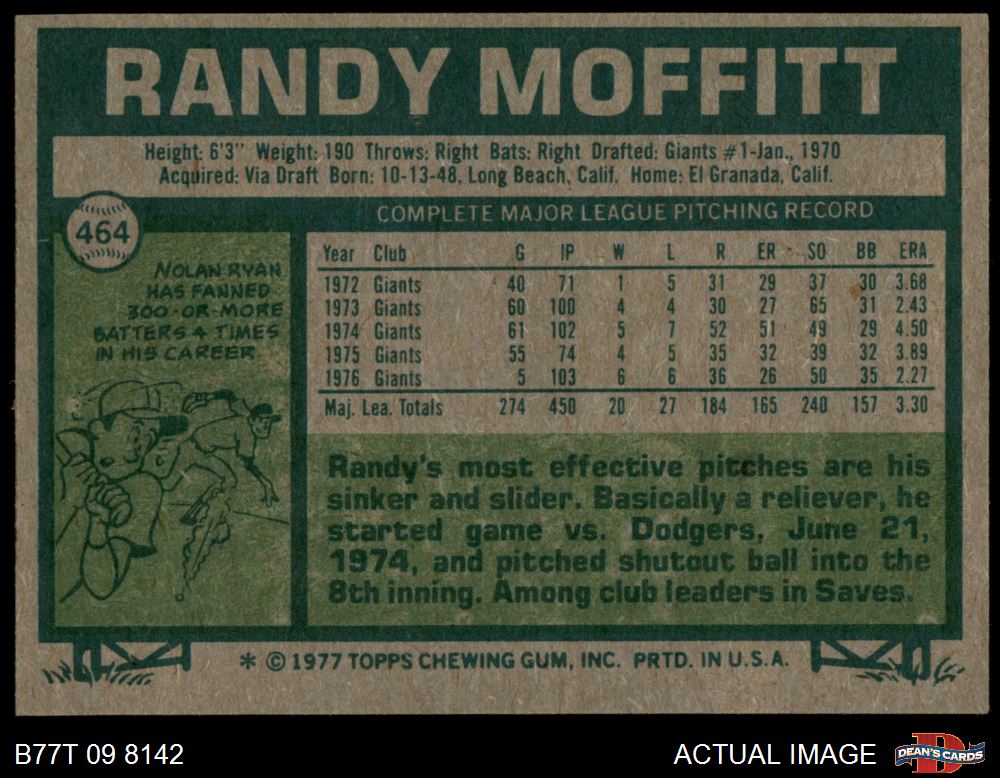 RANDY MOFFITT
Height: 6'3" Weight: 190 Throws: Right Bats: Right Drafted: Giants #1-Jan., 1970
Acquired: Via Draft Born: 10-13-48, Long Beach, Calif. Home: El Granada, Calif.
464
NOLAN RYAN
HAS FANNED
300-OR-MORE
BATTERS 4 TIMES
IN HIS CAREER
COMPLETE MAJOR LEAGUE PITCHING RECORD
Year Club G IP W L R ER SO BB ERA
1972 Giants 40 71 1 5 31 29 37 30 3.68
1973 Giants 60 100 4 4 30 27 65 31 2.43
1974 Giants 61 102 5 7 52 51 49 29 4.50
1975 Giants 55 74 4 5 35 32 39 32 3.89
1976 Giants 5 103 6 6 36 26 50 35 2.27
Maj. Lea. Totals 274 450 20 27 184 165 240 157 3.30
Randy's most effective pitches are his
sinker and slider. Basically a reliever, he
started game vs. Dodgers, June 21,
1974, and pitched shutout ball into the
8th inning. Among club leaders in Saves.
* © 1977 TOPPS CHEWING GUM, INC. PRTD. IN U.S.A.
B77T 09 8142
ACTUAL IMAGE
D
DEAN'S CARDS